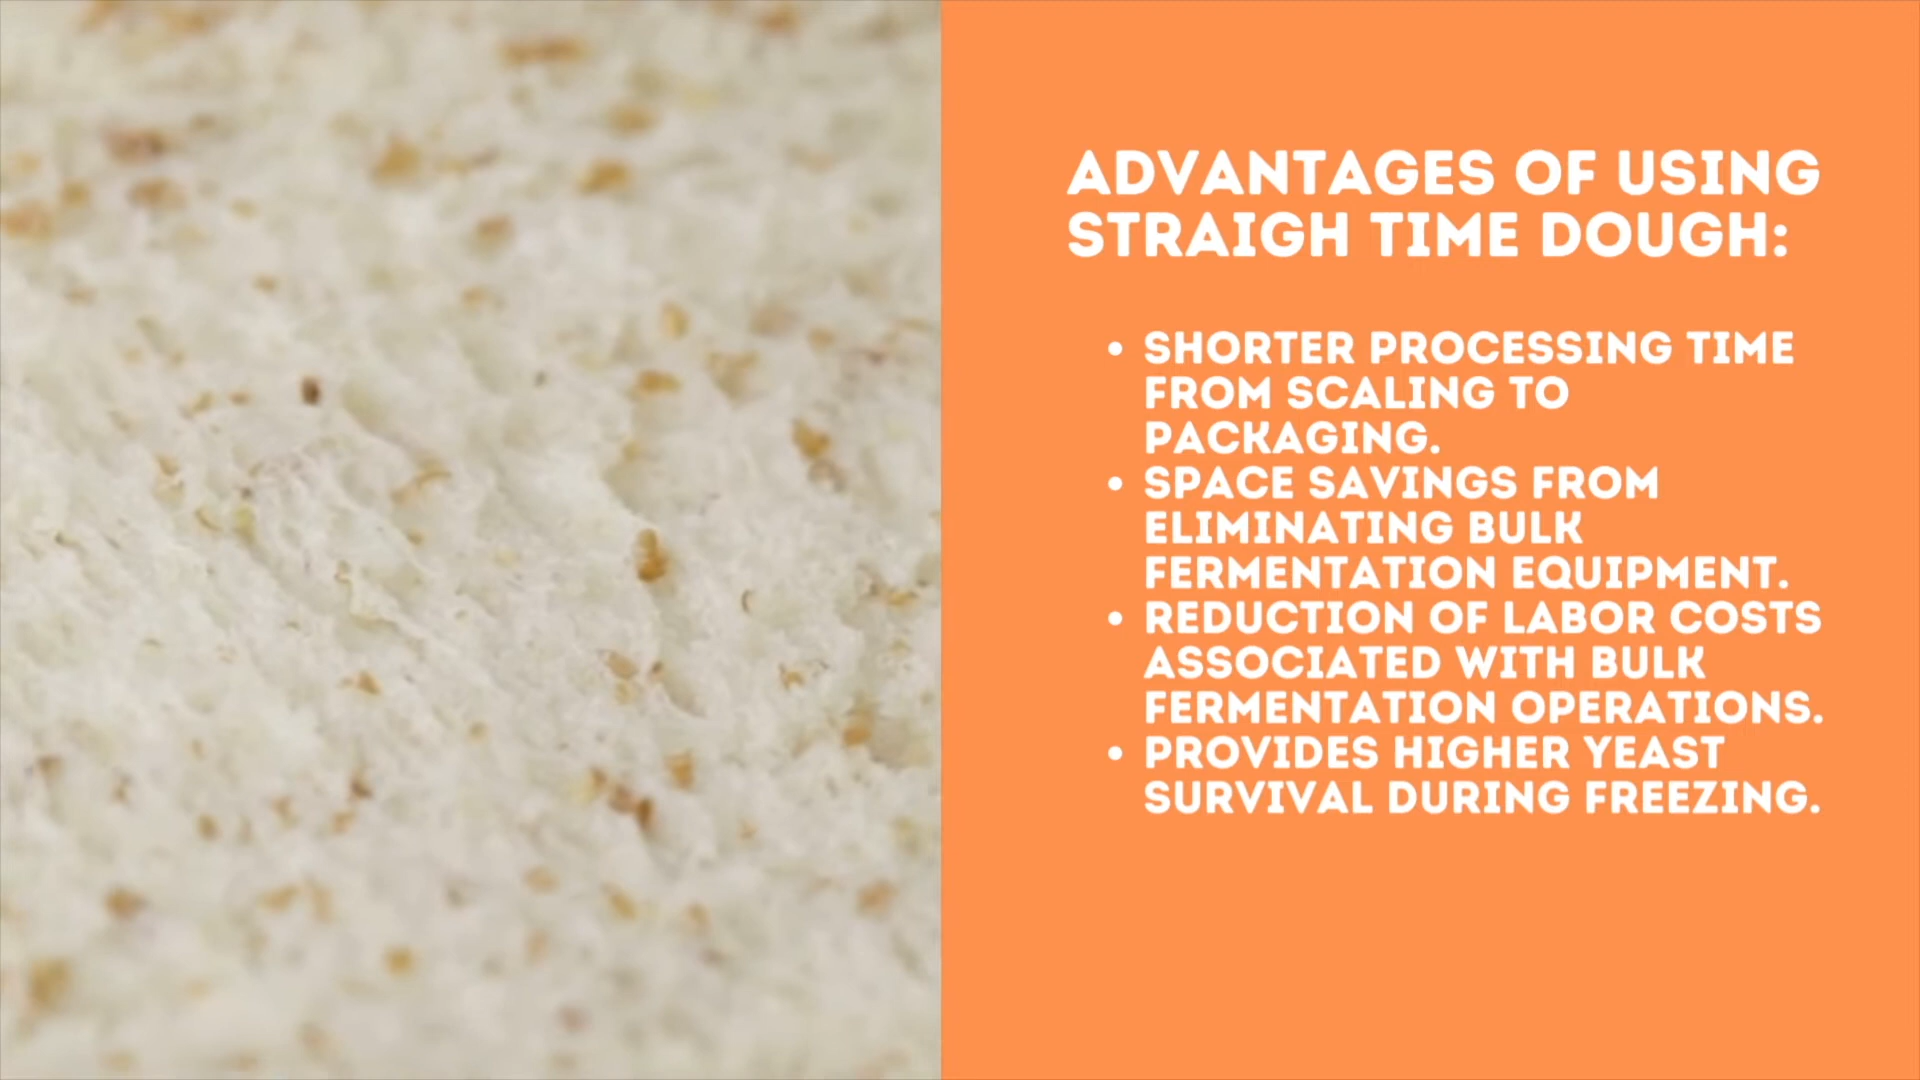 ADVANTAGES OF USING
STRAIGH TIME DOUGH:
• SHORTER PROCESSING TIME
FROM SCALING TO
PACKAGING.
• SPACE SAVINGS FROM
ELIMINATING BULK
FERMENTATION EQUIPMENT.
• REDUCTION OF LABOR COSTS
ASSOCIATED WITH BULK
FERMENTATION OPERATIONS.
• PROVIDES HIGHER YEAST
SURVIVAL DURING FREEZING.